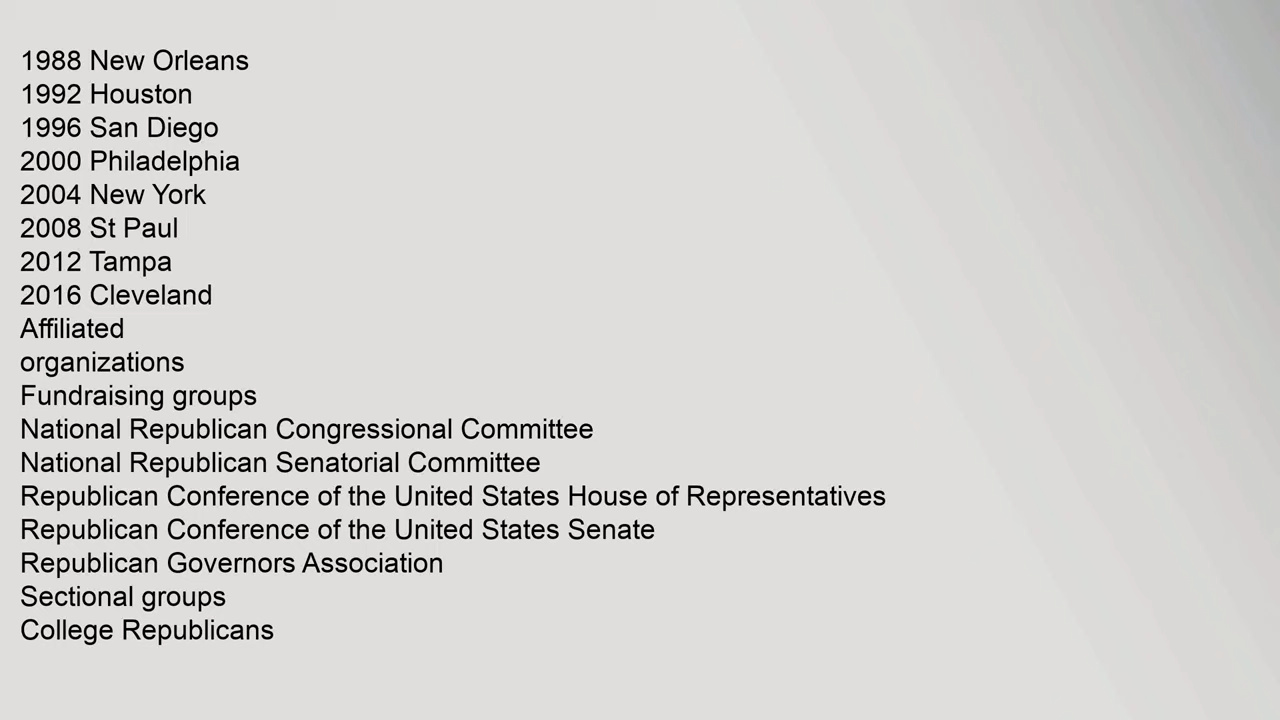 1988 New Orleans
1992 Houston
1996 San Diego
2000 Philadelphia
2004 New York
2008 St Paul
2012 Tampa
2016 Cleveland
Affiliated
organizations
Fundraising groups
National Republican Congressional Committee
National Republican Senatorial Committee
Republican Conference of the United States House of Representatives
Republican Conference of the United States Senate
Republican Governors Association
Sectional groups
College Republicans